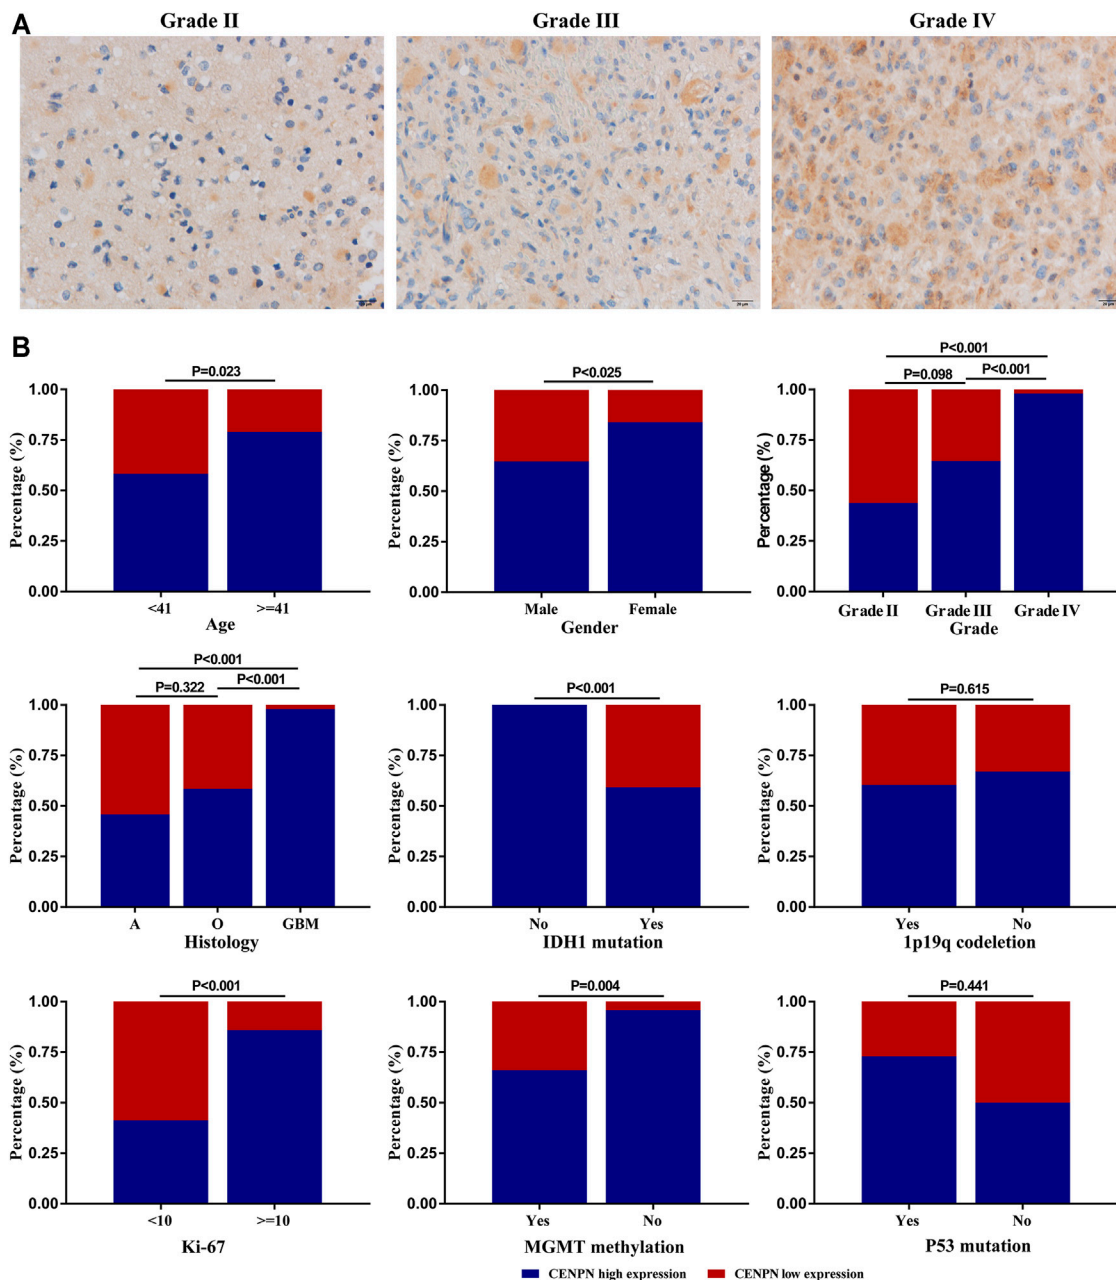 A
Grade II
Grade III
Grade IV
20 μm
20 μm
B
P=0.023
1.00
0.75
0.50
0.25
0.00
Percentage (%)
<41
>=41
Age
P<0.025
1.00
0.75
0.50
0.25
0.00
Percentage (%)
Male
Female
Gender
P<0.001
P=0.098
P<0.001
1.00
0.75
0.50
0.25
0.00
Percentage (%)
Grade II
Grade III
Grade IV
Grade
P<0.001
P=0.322
P<0.001
1.00
0.75
0.50
0.25
0.00
Percentage (%)
A
O
GBM
Histology
P<0.001
1.00
0.75
0.50
0.25
0.00
Percentage (%)
No
Yes
IDH1 mutation
P=0.615
1.00
0.75
0.50
0.25
0.00
Percentage (%)
Yes
No
1p19q codeletion
P<0.001
1.00
0.75
0.50
0.25
0.00
Percentage (%)
<10
>=10
Ki-67
P=0.004
1.00
0.75
0.50
0.25
0.00
Percentage (%)
Yes
No
MGMT methylation
P=0.441
1.00
0.75
0.50
0.25
0.00
Percentage (%)
Yes
No
P53 mutation
CENPN high expression
CENPN low expression